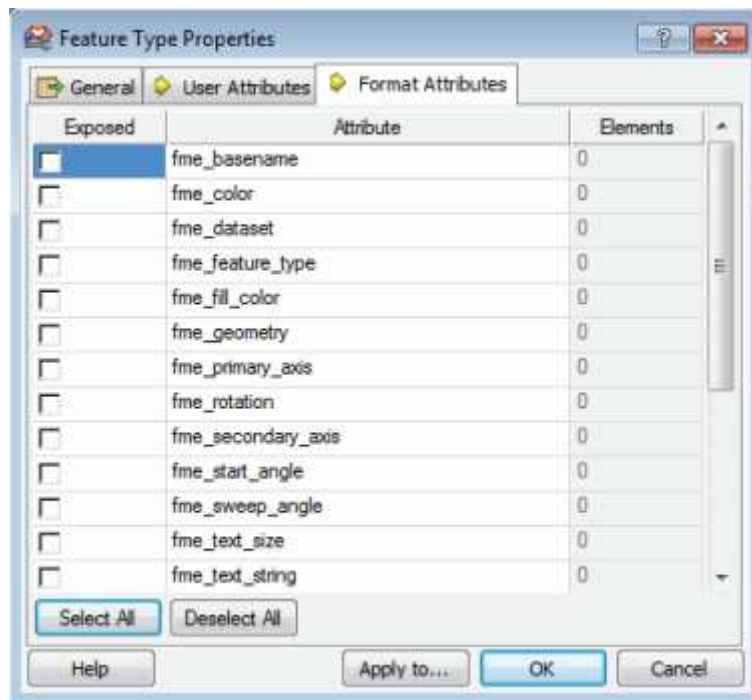 Feature Type Properties
General User Attributes Format Attributes
Exposed Attribute Elements
fme_basename 0
fme_color 0
fme_dataset 0
fme_feature_type 0
fme_fill_color 0
fme_geometry 0
fme_primary_axis 0
fme_rotation 0
fme_secondary_axis 0
fme_start_angle 0
fme_sweep_angle 0
fme_text_size 0
fme_text_string 0
Select All Deselect All
Help Apply to... OK Cancel